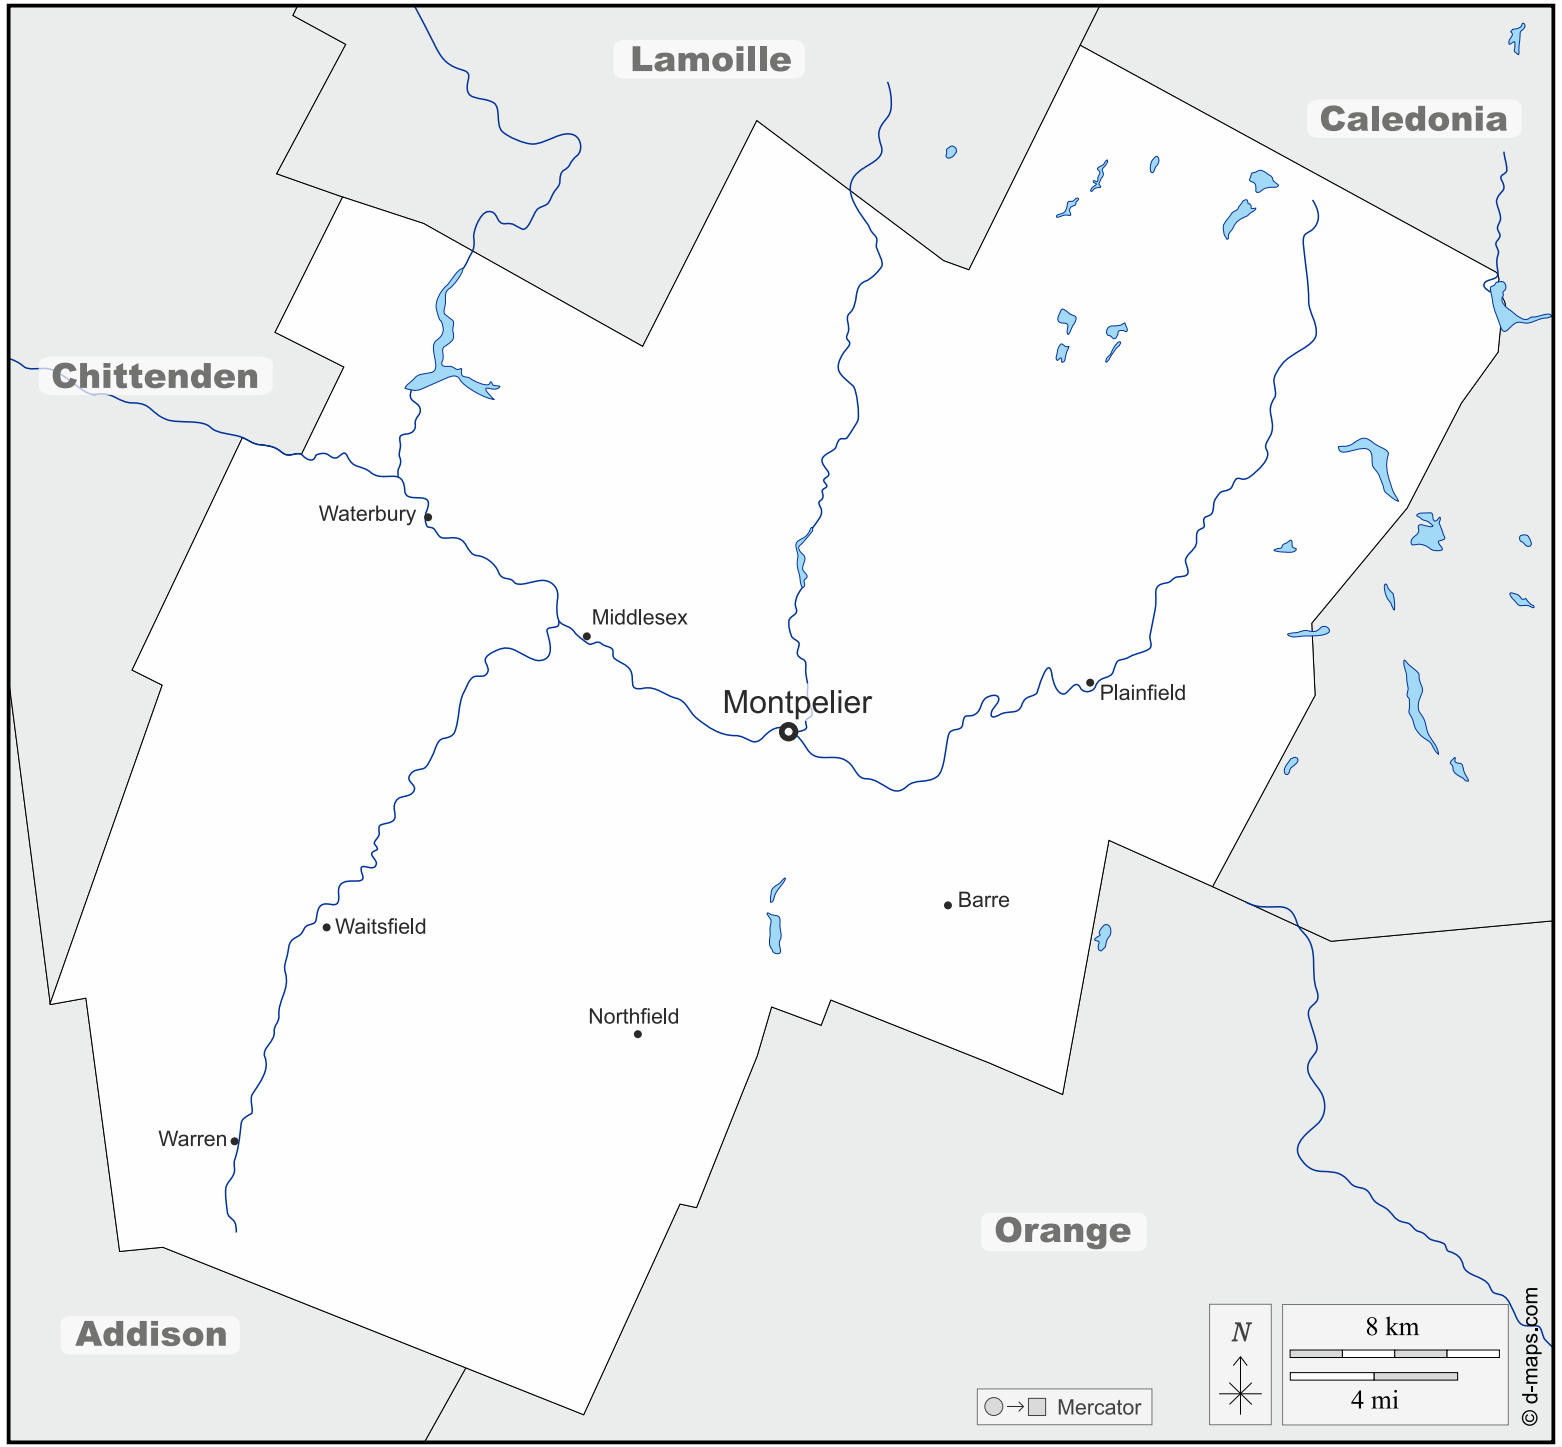 Lamoille
Caledonia
Chittenden
Waterbury
Middlesex
Montpelier
Plainfield
Barre
Waitsfield
Northfield
Warren
Orange
Addison
N
8 km
4 mi
Mercator
© d-maps.com